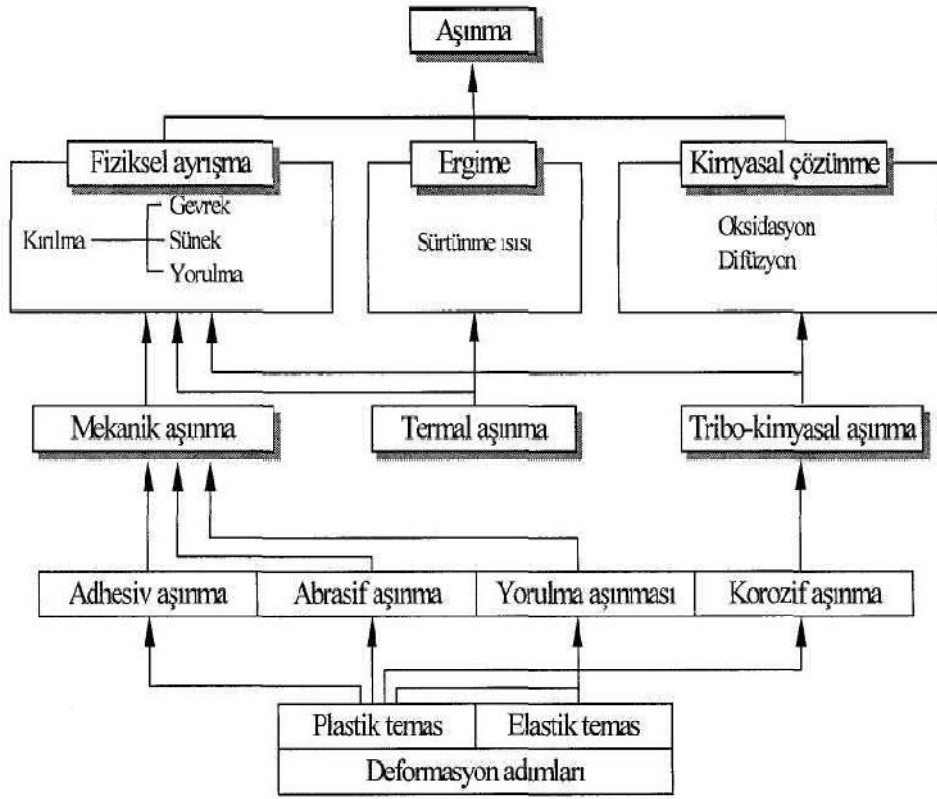 Aşınma
Fiziksel ayrışma
Ergime
Kimyasal çözünme
Gevrek
Kırılma
Sünek
Yorulma
Sürtünme ısısı
Oksidasyon
Difüzyon
Mekanik aşınma
Termal aşınma
Tribo-kimyasal aşınma
Adhesiv aşınma
Abrasif aşınma
Yorulma aşınması
Korozif aşınma
Plastik temas
Elastik temas
Deformasyon adımları